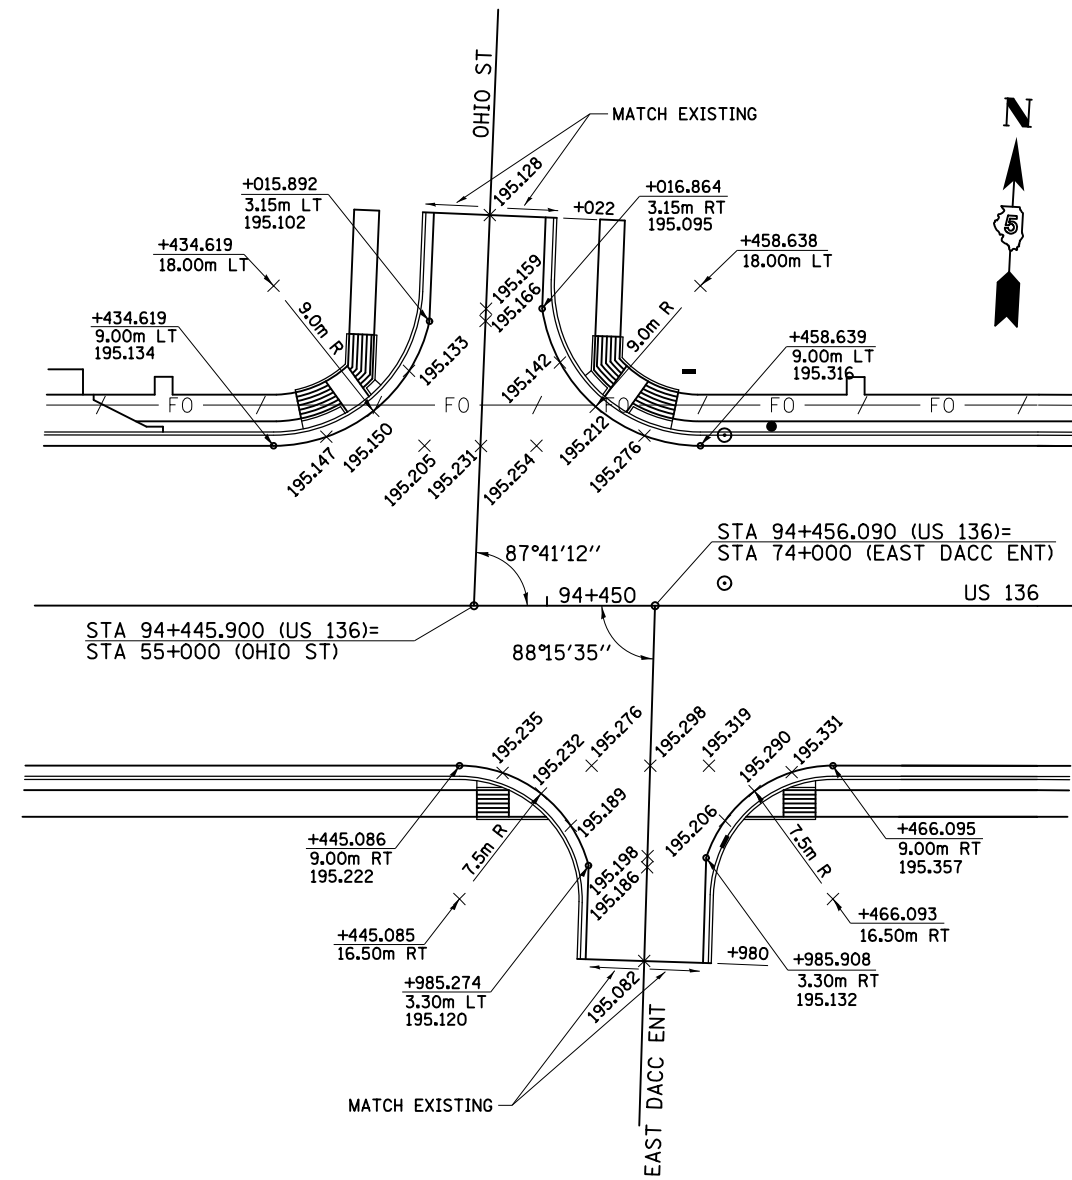 OHIO ST
MATCH EXISTING
N
5
195.128
+015.892
3.15m LT
195.102
+016.864
3.15m RT
195.095
+022
+434.619
18.00m LT
+458.638
18.00m LT
195.159
195.166
9.0m R
9.0m R
+434.619
9.00m LT
195.134
+458.639
9.00m LT
195.316
195.133
195.142
FO
FO
FO
FO
FO
195.147
195.150
195.205
195.231
195.254
195.212
195.276
STA 94+456.090 (US 136)=
STA 74+000 (EAST DACC ENT)
87°41'12''
94+450
US 136
STA 94+445.900 (US 136)=
STA 55+000 (OHIO ST)
88°15'35''
195.235
195.232
195.276
195.298
195.319
195.290
195.331
195.189
195.206
+445.086
9.00m RT
195.222
7.5m R
195.198
195.186
7.5m R
+466.095
9.00m RT
195.357
+445.085
16.50m RT
+466.093
16.50m RT
+985.274
3.30m LT
195.120
195.082
+980
+985.908
3.30m RT
195.132
MATCH EXISTING
EAST DACC ENT